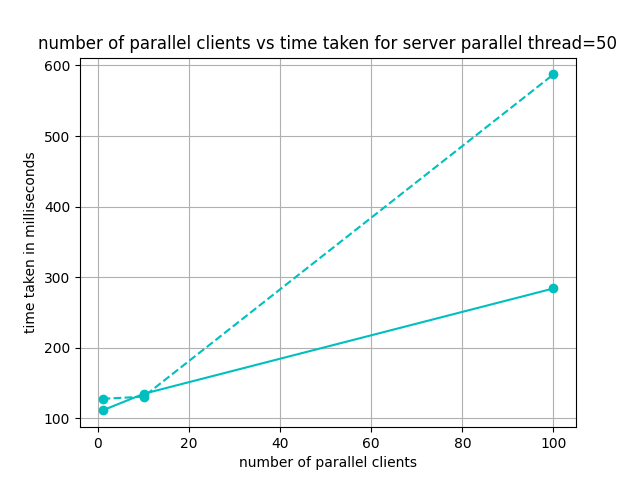 number of parallel clients vs time taken for server parallel thread=50
600
500
400
300
200
100
time taken in milliseconds
0 20 40 60 80 100
number of parallel clients